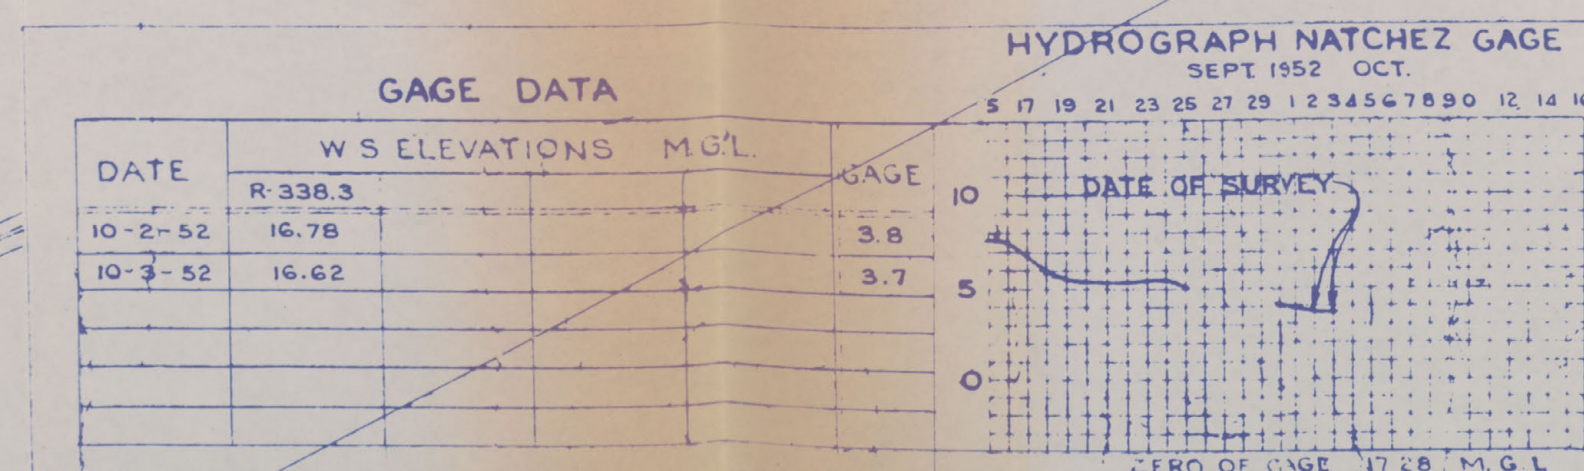 GAGE DATA
DATE W S ELEVATIONS M.G.L. GAGE
R-338.3
10-2-52 16.78 3.8
10-3-52 16.62 3.7
HYDROGRAPH NATCHEZ GAGE
SEPT. 1952 OCT.
5 17 19 21 23 25 27 29 1 2 3 4 5 6 7 8 9 0 12 14 16
10
DATE OF SURVEY
5
0
ZERO OF GAGE 17.28 M.G.L